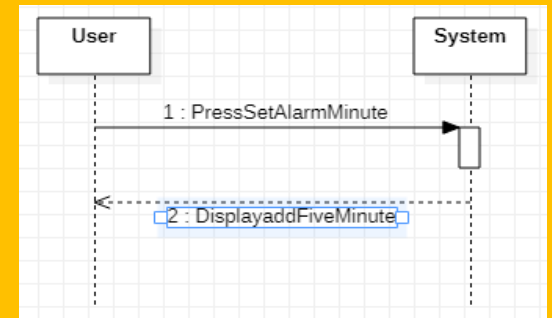 User
System
1 : PressSetAlarmMinute
2 : DisplayaddFiveMinute